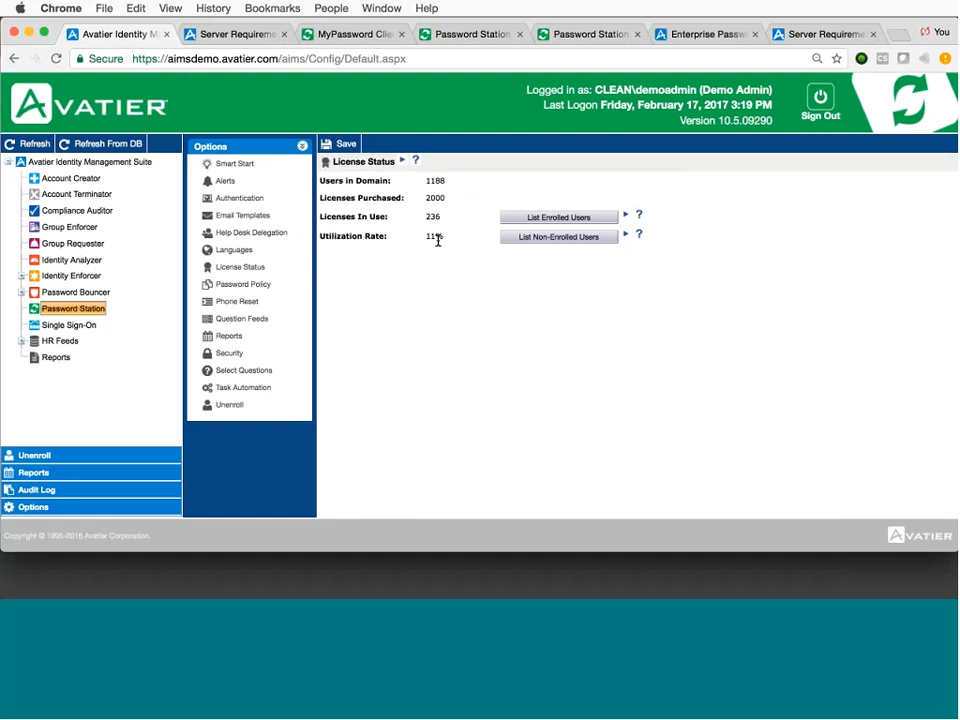 Chrome File Edit View History Bookmarks People Window Help
Avatier Identity M
Server Requireme
MyPassword Clie
Password Station
Password Station
Enterprise Passw
Server Requireme
You
Secure https://aimsdemo.avatier.com/aims/Config/Default.aspx
AVATIER
Logged in as: CLEAN\demoadmin (Demo Admin)
Last Logon Friday, February 17, 2017 3:19 PM
Version 10.5.09290
Sign Out
Refresh Refresh From DB
Avatier Identity Management Suite
Account Creator
Account Terminator
Compliance Auditor
Group Enforcer
Group Requester
Identity Analyzer
Identity Enforcer
Password Bouncer
Password Station
Single Sign-On
HR Feeds
Reports
Unenroll
Reports
Audit Log
Options
Options
Smart Start
Alerts
Authentication
Email Templates
Help Desk Delegation
Languages
License Status
Password Policy
Phone Reset
Question Feeds
Reports
Security
Select Questions
Task Automation
Unenroll
Save
License Status ?
Users in Domain: 1188
Licenses Purchased: 2000
Licenses In Use: 236 List Enrolled Users ?
Utilization Rate: 11% List Non-Enrolled Users ?
Copyright © 1995-2016 Avatier Corporation.
AVATIER